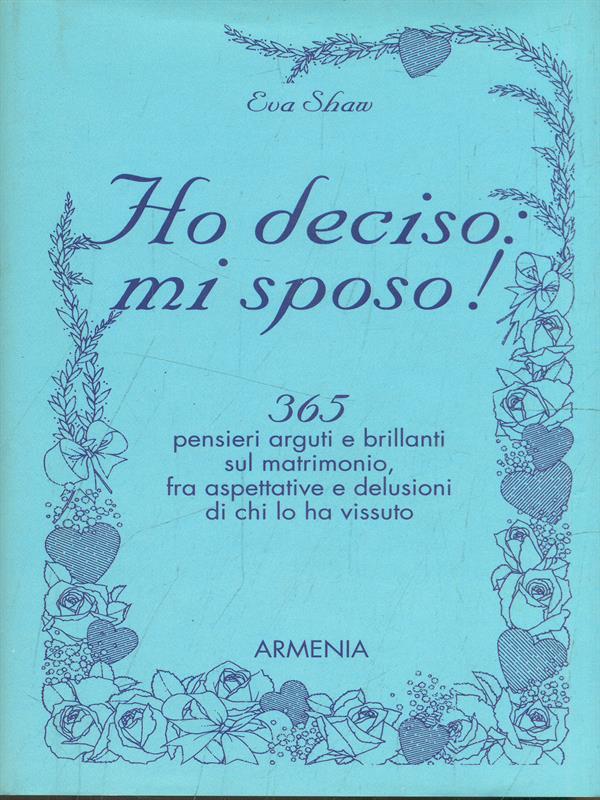 Eva Shaw
Ho deciso:
mi sposo!
365
pensieri arguti e brillanti
sul matrimonio,
fra aspettative e delusioni
di chi lo ha vissuto
ARMENIA